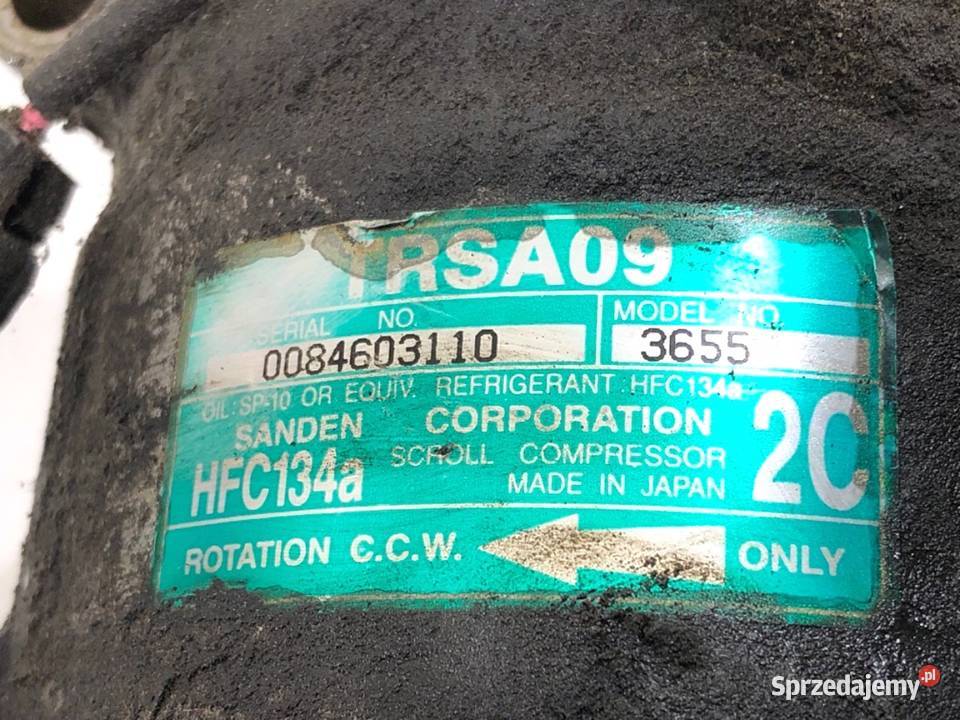 TRSA09
SERIAL NO.
MODEL NO.
0084603110
3655
OIL:SP-10 OR EQUIV. REFRIGERANT:HFC134a
SANDEN CORPORATION
2C
HFC134a
SCROLL COMPRESSOR
MADE IN JAPAN
ROTATION C.C.W. ONLY
Sprzedajemy.pl